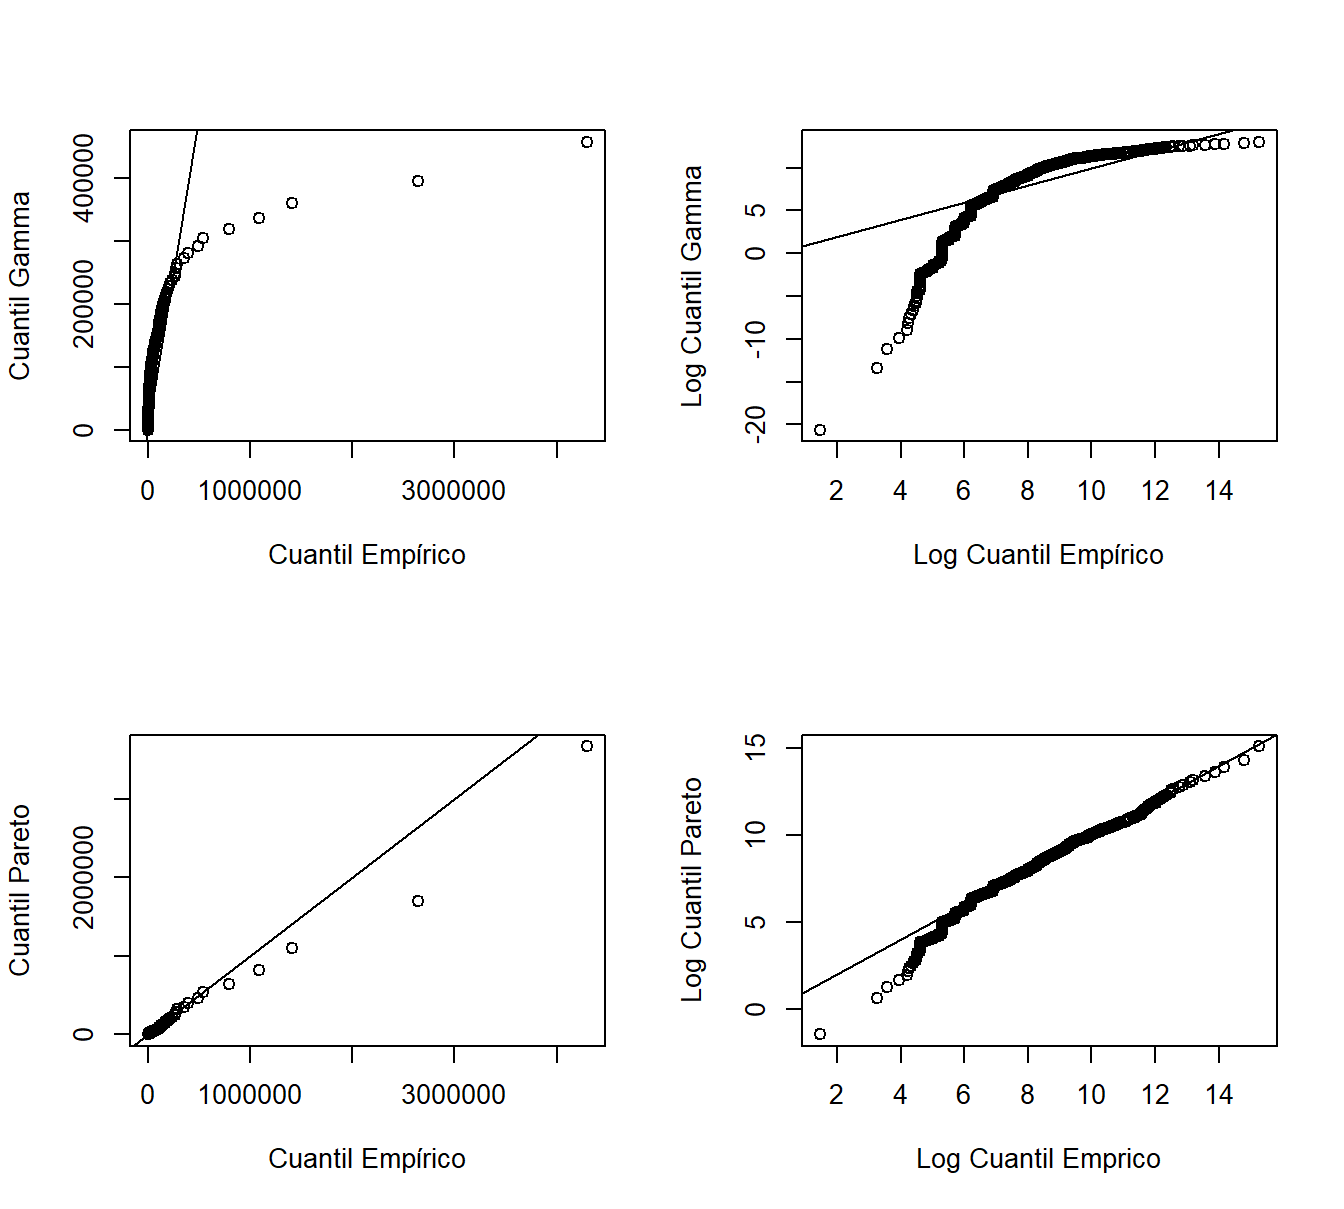 Cuantil Gamma
400000
200000
0
0 1000000 3000000
Cuantil Empírico
Log Cuantil Gamma
5
0
-10
-20
2 4 6 8 10 12 14
Log Cuantil Empírico
Cuantil Pareto
2000000
0
0 1000000 3000000
Cuantil Empírico
Log Cuantil Pareto
15
10
5
0
2 4 6 8 10 12 14
Log Cuantil Emprico